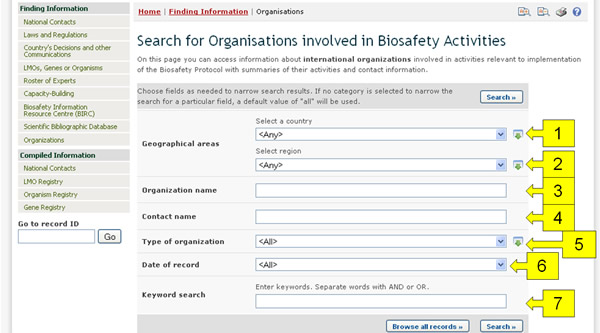 Finding Information
National Contacts
Laws and Regulations
Country's Decisions and other
Communications
LMOs, Genes or Organisms
Roster of Experts
Capacity-Building
Biosafety Information
Resource Centre (BIRC)
Scientific Bibliographic Database
Organizations
Compiled Information
National Contacts
LMO Registry
Organism Registry
Gene Registry
Go to record ID
Go
Home | Finding Information | Organisations
Search for Organisations involved in Biosafety Activities
On this page you can access information about international organizations involved in activities relevant to implementation
of the Biosafety Protocol with summaries of their activities and contact information.
Choose fields as needed to narrow search results. If no category is selected to narrow the
search for a particular field, a default value of "all" will be used.
Search »
Geographical areas
Select a country
<Any>
1
Select region
<Any>
2
Organization name
3
Contact name
4
Type of organization
<All>
5
Date of record
<All>
6
Keyword search
Enter keywords. Separate words with AND or OR.
7
Browse all records »
Search »